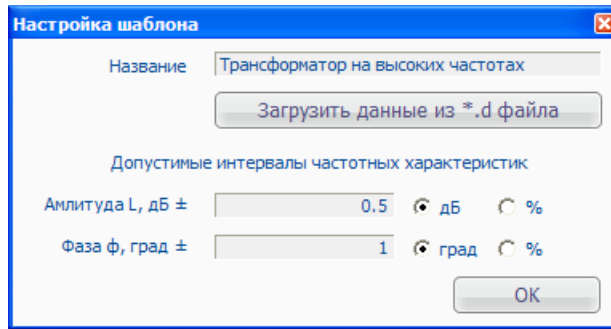 Настройка шаблона
Название Трансформатор на высоких частотах
Загрузить данные из *.d файла
Допустимые интервалы частотных характеристик
Амлитуда L, дБ ± 0.5 дБ %
Фаза ф, град ± 1 град %
OK